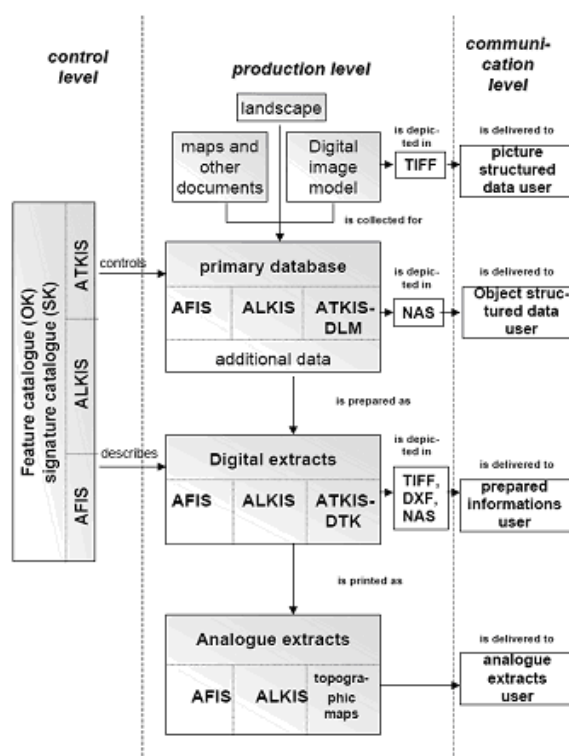 control
level
production level
communi-
cation
level
landscape
maps and
other
documents
Digital
image
model
is depic-
ted in
TIFF
is delivered to
picture
structured
data user
is collected for
Feature catalogue (OK)
signature catalogue (SK)
ATKIS
ALKIS
AFIS
controls
primary database
AFIS ALKIS ATKIS-
DLM
additional data
is depic-
ted in
NAS
is delivered to
Object struc-
tured data
user
is prepared as
describes
Digital extracts
AFIS ALKIS ATKIS-
DTK
is depic-
ted in
TIFF,
DXF,
NAS
is delivered to
prepared
informations
user
is printed as
Analogue extracts
AFIS ALKIS topogra-
phic
maps
is delivered to
analogue
extracts
user